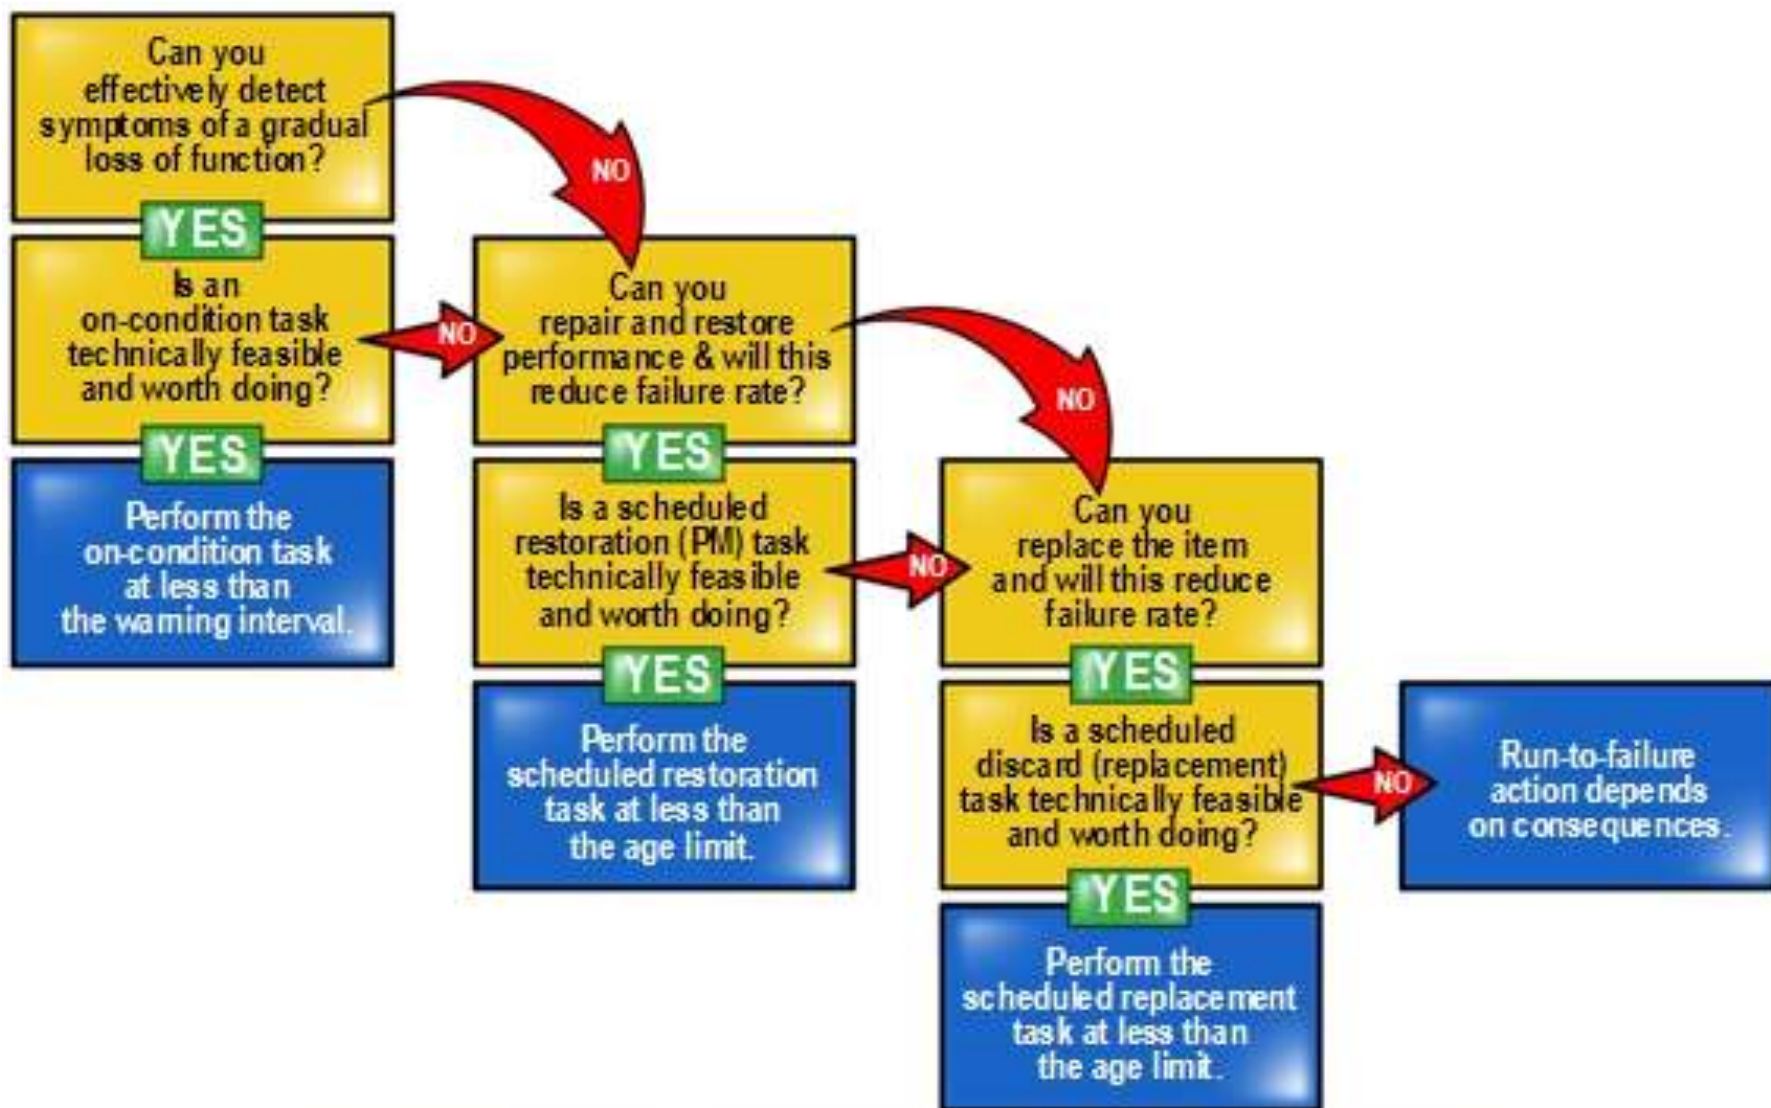 Can you
effectively detect
symptoms of a gradual
loss of function?
NO
YES
Is an
on-condition task
technically feasible
and worth doing?
NO
YES
Perform the
on-condition task
at less than
the warning interval.
Can you
repair and restore
performance & will this
reduce failure rate?
NO
YES
Is a scheduled
restoration (PM) task
technically feasible
and worth doing?
NO
YES
Perform the
scheduled restoration
task at less than
the age limit.
Can you
replace the item
and will this reduce
failure rate?
YES
Is a scheduled
discard (replacement)
task technically feasible
and worth doing?
NO
YES
Perform the
scheduled replacement
task at less than
the age limit.
Run-to-failure
action depends
on consequences.